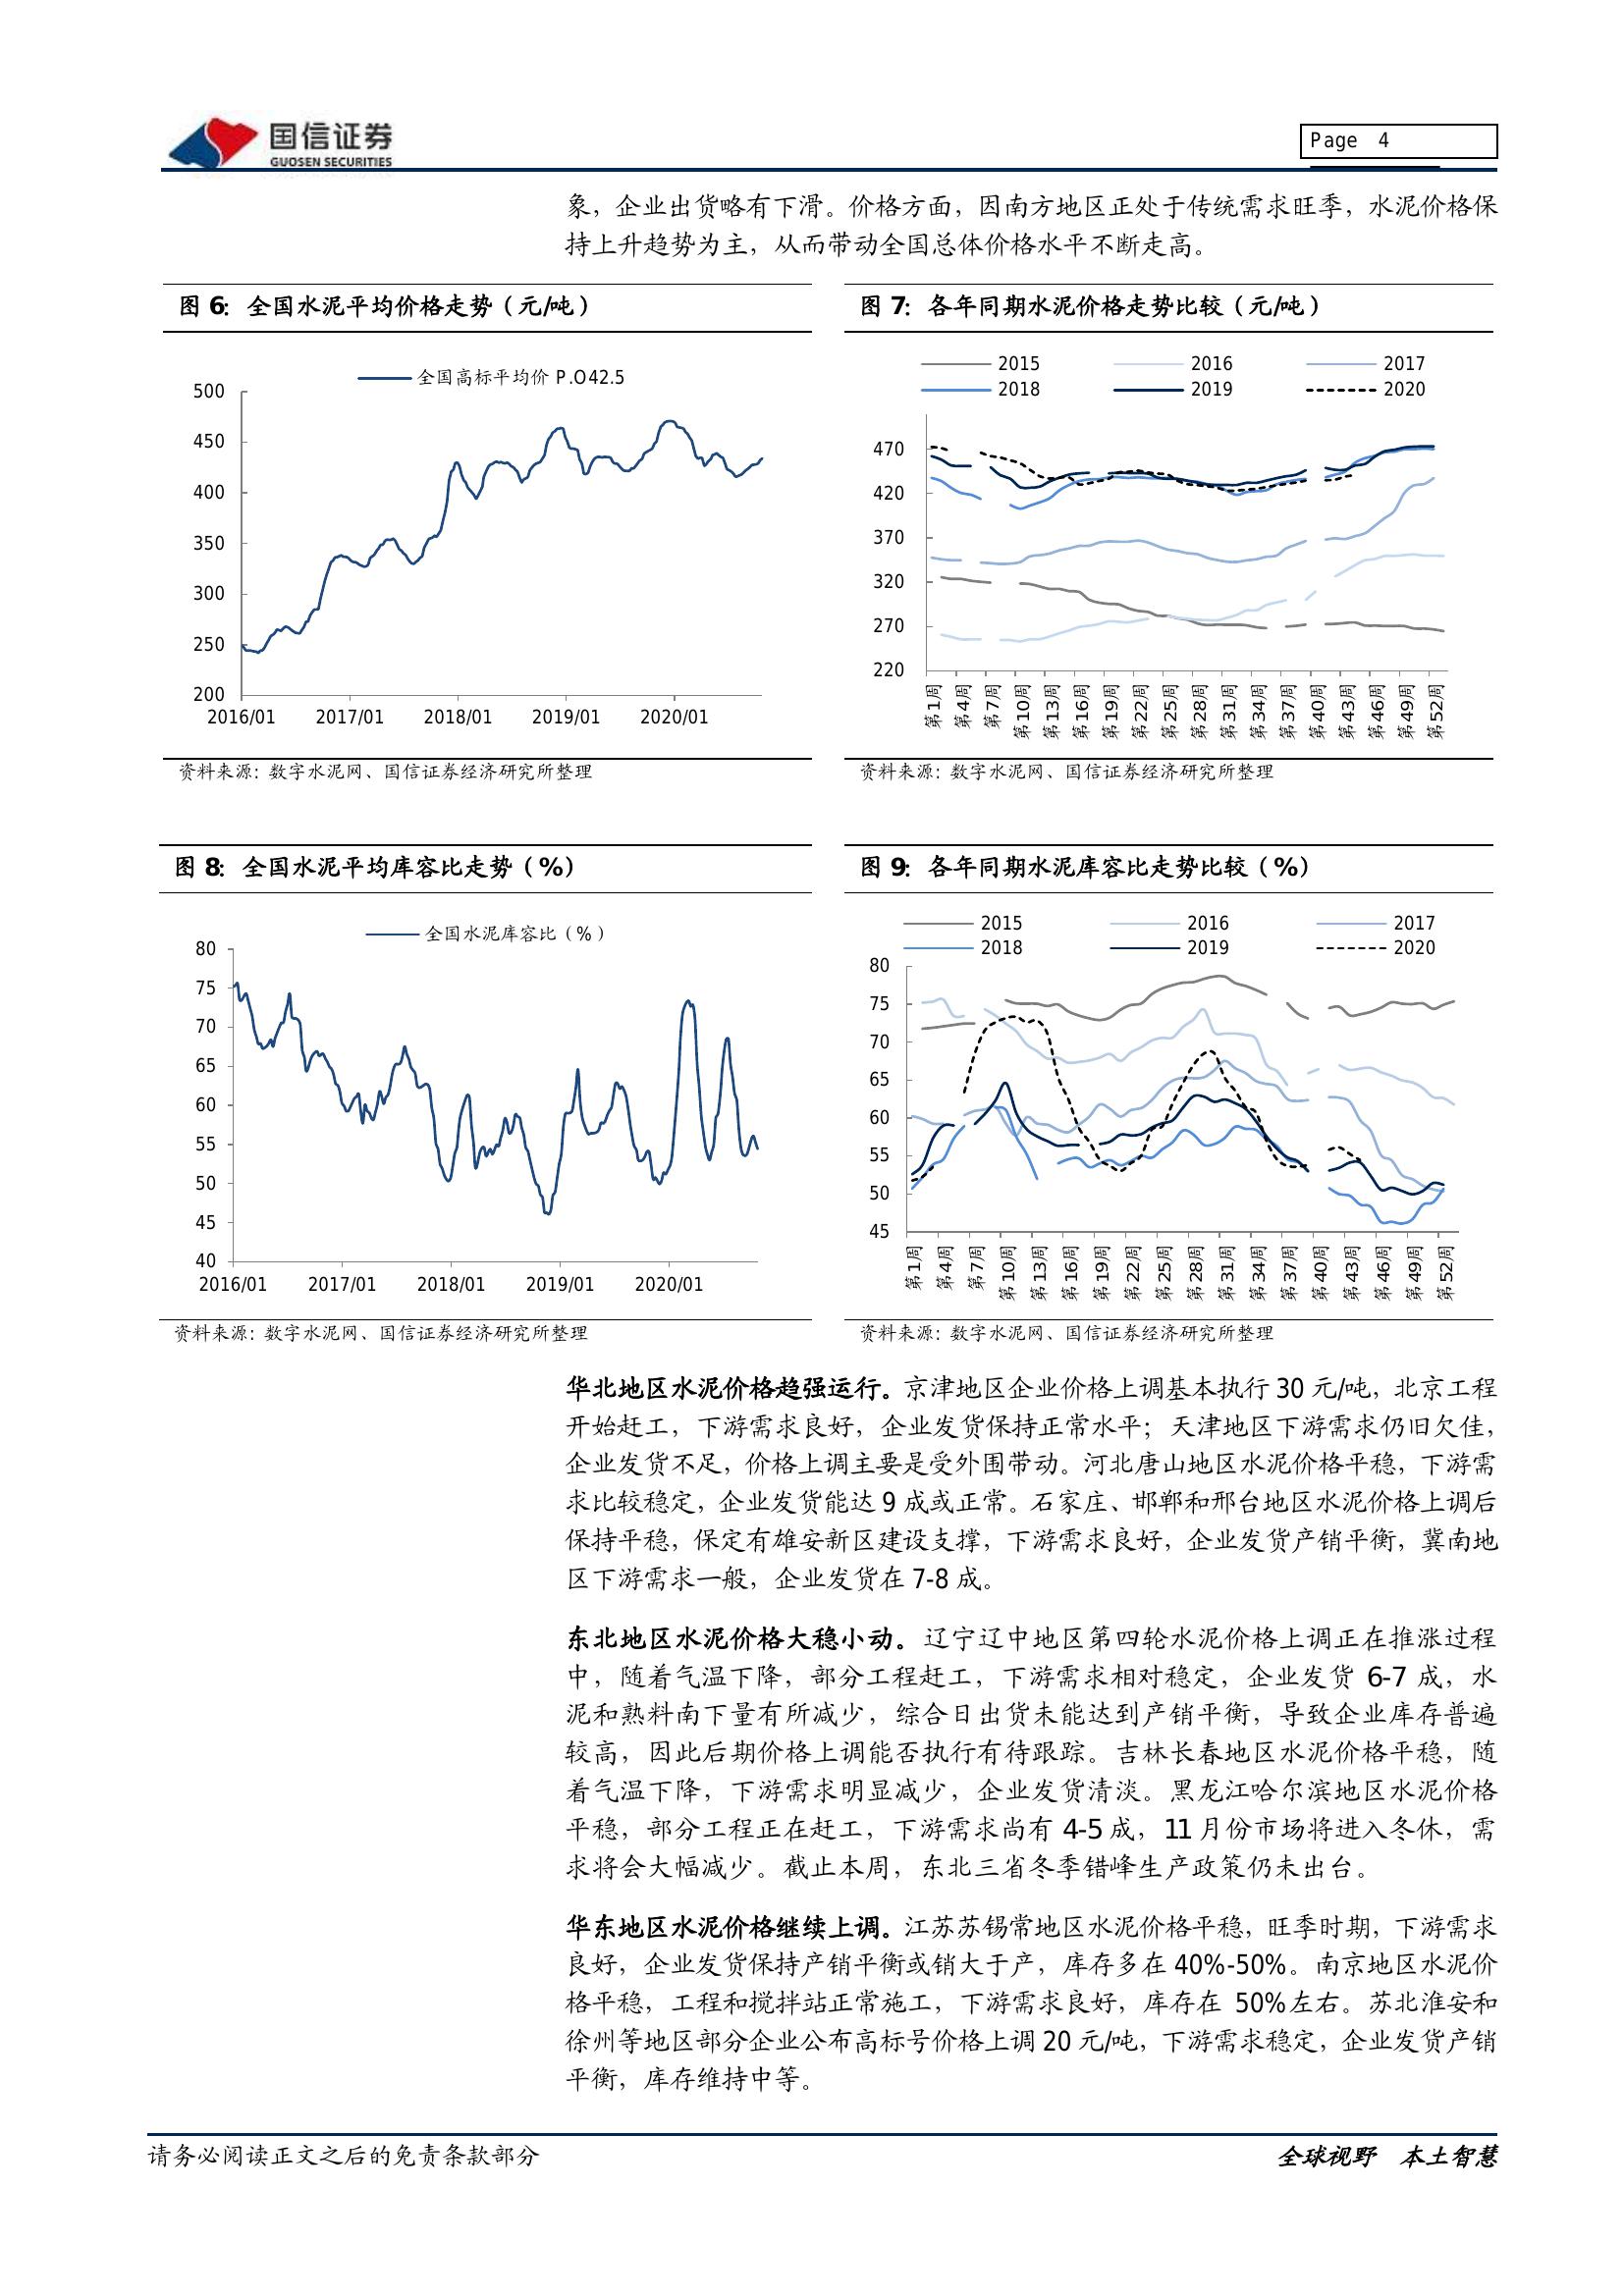 国信证券
GUOSEN SECURITIES
Page 4
象，企业出货略有下滑。价格方面，因南方地区正处于传统需求旺季，水泥价格保
持上升趋势为主，从而带动全国总体价格水平不断走高。
图 6：全国水泥平均价格走势（元/吨）
全国高标平均价 P.O42.5
500
450
400
350
300
250
200
2016/01 2017/01 2018/01 2019/01 2020/01
资料来源：数字水泥网、国信证券经济研究所整理
图 7：各年同期水泥价格走势比较（元/吨）
2015 2016 2017
2018 2019 2020
470
420
370
320
270
220
第1周 第4周 第7周 第10周 第13周 第16周 第19周 第22周 第25周 第28周 第31周 第34周 第37周 第40周 第43周 第46周 第49周 第52周
资料来源：数字水泥网、国信证券经济研究所整理
图 8：全国水泥平均库容比走势（%）
全国水泥库容比（%）
80
75
70
65
60
55
50
45
40
2016/01 2017/01 2018/01 2019/01 2020/01
资料来源：数字水泥网、国信证券经济研究所整理
图 9：各年同期水泥库容比走势比较（%）
2015 2016 2017
2018 2019 2020
80
75
70
65
60
55
50
45
第1周 第4周 第7周 第10周 第13周 第16周 第19周 第22周 第25周 第28周 第31周 第34周 第37周 第40周 第43周 第46周 第49周 第52周
资料来源：数字水泥网、国信证券经济研究所整理
华北地区水泥价格趋强运行。京津地区企业价格上调基本执行 30 元/吨，北京工程
开始赶工，下游需求良好，企业发货保持正常水平；天津地区下游需求仍旧欠佳，
企业发货不足，价格上调主要是受外围带动。河北唐山地区水泥价格平稳，下游需
求比较稳定，企业发货能达 9 成或正常。石家庄、邯郸和邢台地区水泥价格上调后
保持平稳，保定有雄安新区建设支撑，下游需求良好，企业发货产销平衡，冀南地
区下游需求一般，企业发货在 7-8 成。
东北地区水泥价格大稳小动。辽宁辽中地区第四轮水泥价格上调正在推涨过程
中，随着气温下降，部分工程赶工，下游需求相对稳定，企业发货 6-7 成，水
泥和熟料南下量有所减少，综合日出货未能达到产销平衡，导致企业库存普遍
较高，因此后期价格上调能否执行有待跟踪。吉林长春地区水泥价格平稳，随
着气温下降，下游需求明显减少，企业发货清淡。黑龙江哈尔滨地区水泥价格
平稳，部分工程正在赶工，下游需求尚有 4-5 成，11 月份市场将进入冬休，需
求将会大幅减少。截止本周，东北三省冬季错峰生产政策仍未出台。
华东地区水泥价格继续上调。江苏苏锡常地区水泥价格平稳，旺季时期，下游需求
良好，企业发货保持产销平衡或销大于产，库存多在 40%-50%。南京地区水泥价
格平稳，工程和搅拌站正常施工，下游需求良好，库存在 50%左右。苏北淮安和
徐州等地区部分企业公布高标号价格上调 20 元/吨，下游需求稳定，企业发货产销
平衡，库存维持中等。
请务必阅读正文之后的免责条款部分
全球视野 本土智慧